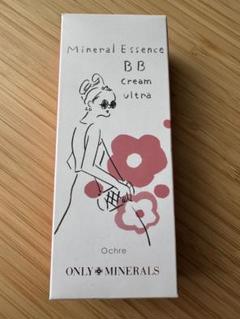 Mineral Essence
BB
cream
ultra
Ochre
ONLY MINERALS